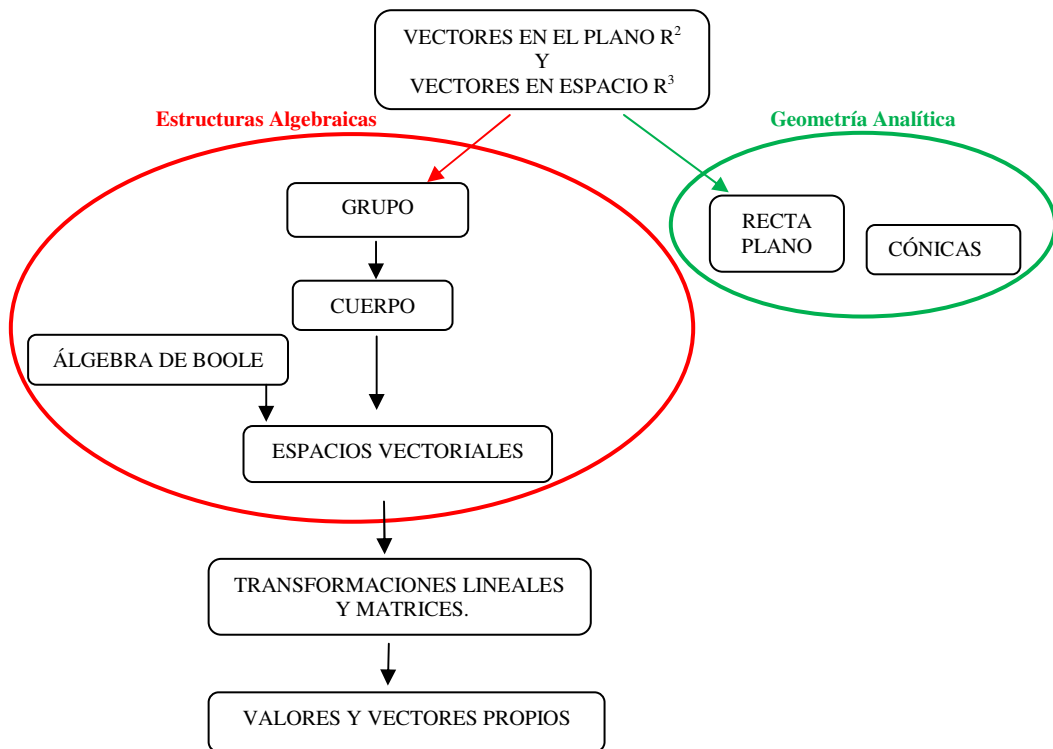 VECTORES EN EL PLANO R²
Y
VECTORES EN ESPACIO R³
Estructuras Algebraicas
Geometría Analítica
GRUPO
RECTA
PLANO
CÓNICAS
CUERPO
ÁLGEBRA DE BOOLE
ESPACIOS VECTORIALES
TRANSFORMACIONES LINEALES
Y MATRICES.
VALORES Y VECTORES PROPIOS